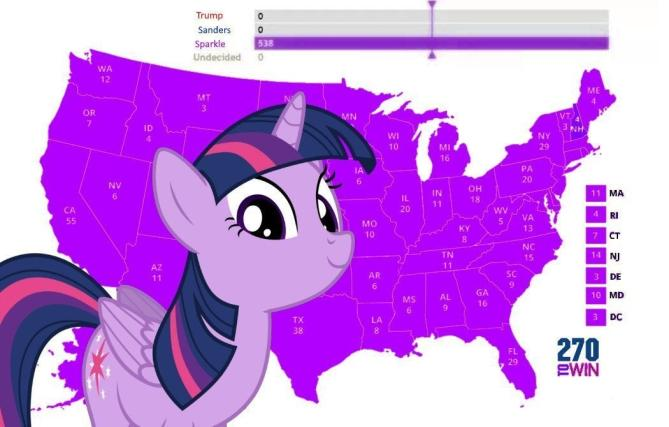 Trump 0
Sanders 0
Sparkle 538
Undecided 0
WA
12
OR
7
CA
55
NV
6
ID
4
MT
3
AZ
11
MN
IA
6
MO
10
AR
6
LA
8
TX
38
WI
10
IL
20
MI
16
IN
11
OH
18
KY
8
TN
11
MS
6
AL
9
GA
16
FL
29
SC
9
NC
15
VA
13
WV
5
PA
20
NY
29
VT
3
4
NH
ME
4
11 MA
4 RI
7 CT
14 NJ
3 DE
10 MD
3 DC
270
TO WIN